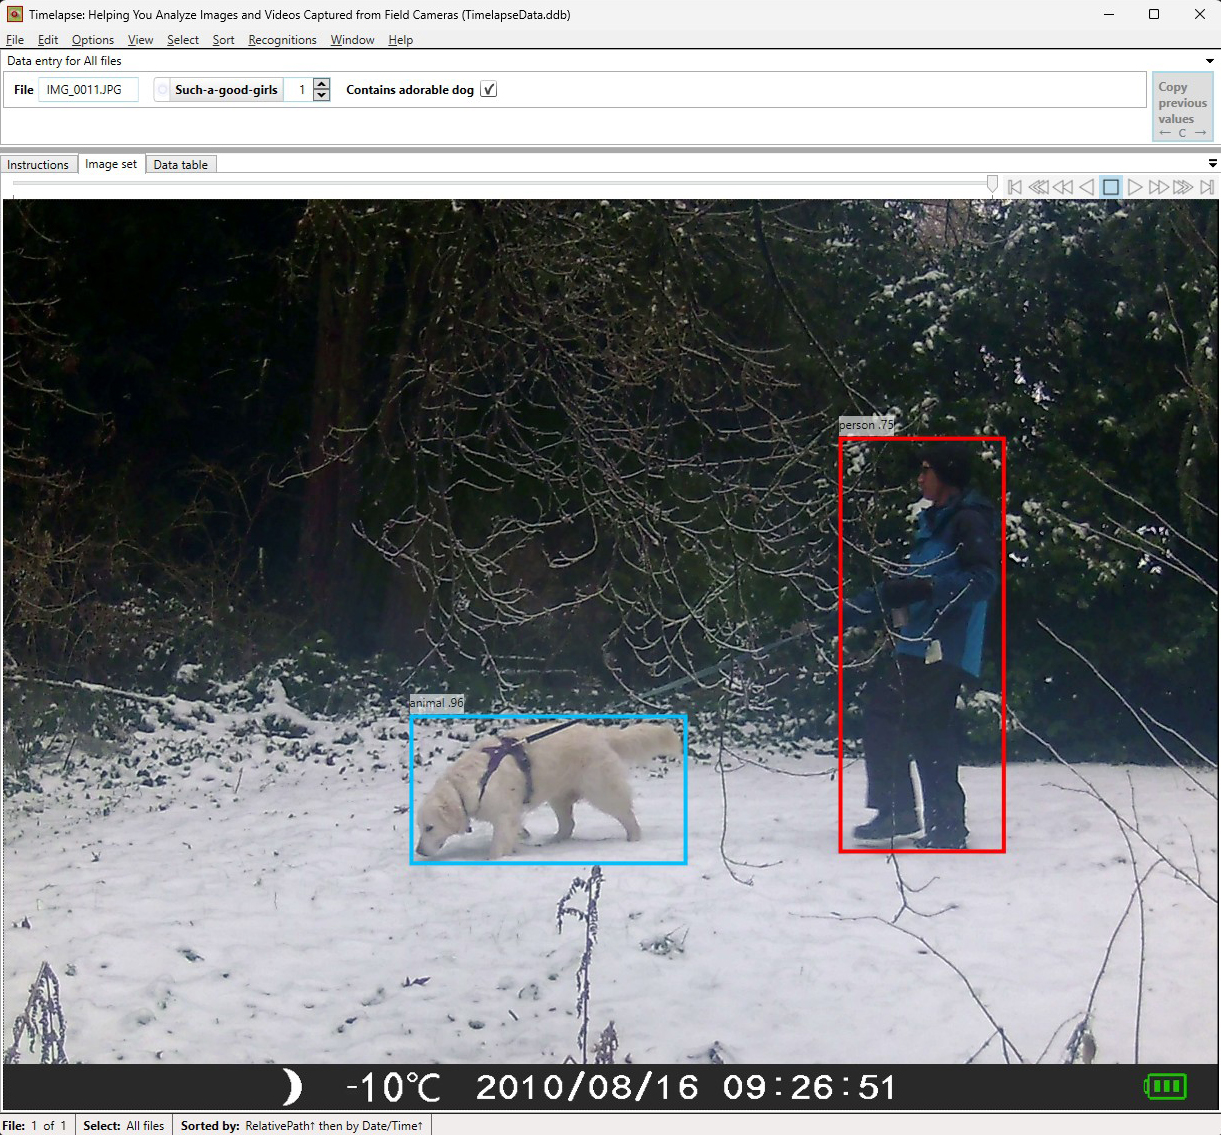 Timelapse: Helping You Analyze Images and Videos Captured from Field Cameras (TimelapseData.ddb)
File Edit Options View Select Sort Recognitions Window Help
Data entry for All files
File IMG_0011.JPG Such-a-good-girls 1 Contains adorable dog
Copy
previous
values
← C →
Instructions Image set Data table
person .75
animal .96
-10°C 2010/08/16 09:26:51
File: 1 of 1 Select: All files Sorted by: RelativePath↑ then by Date/Time↑